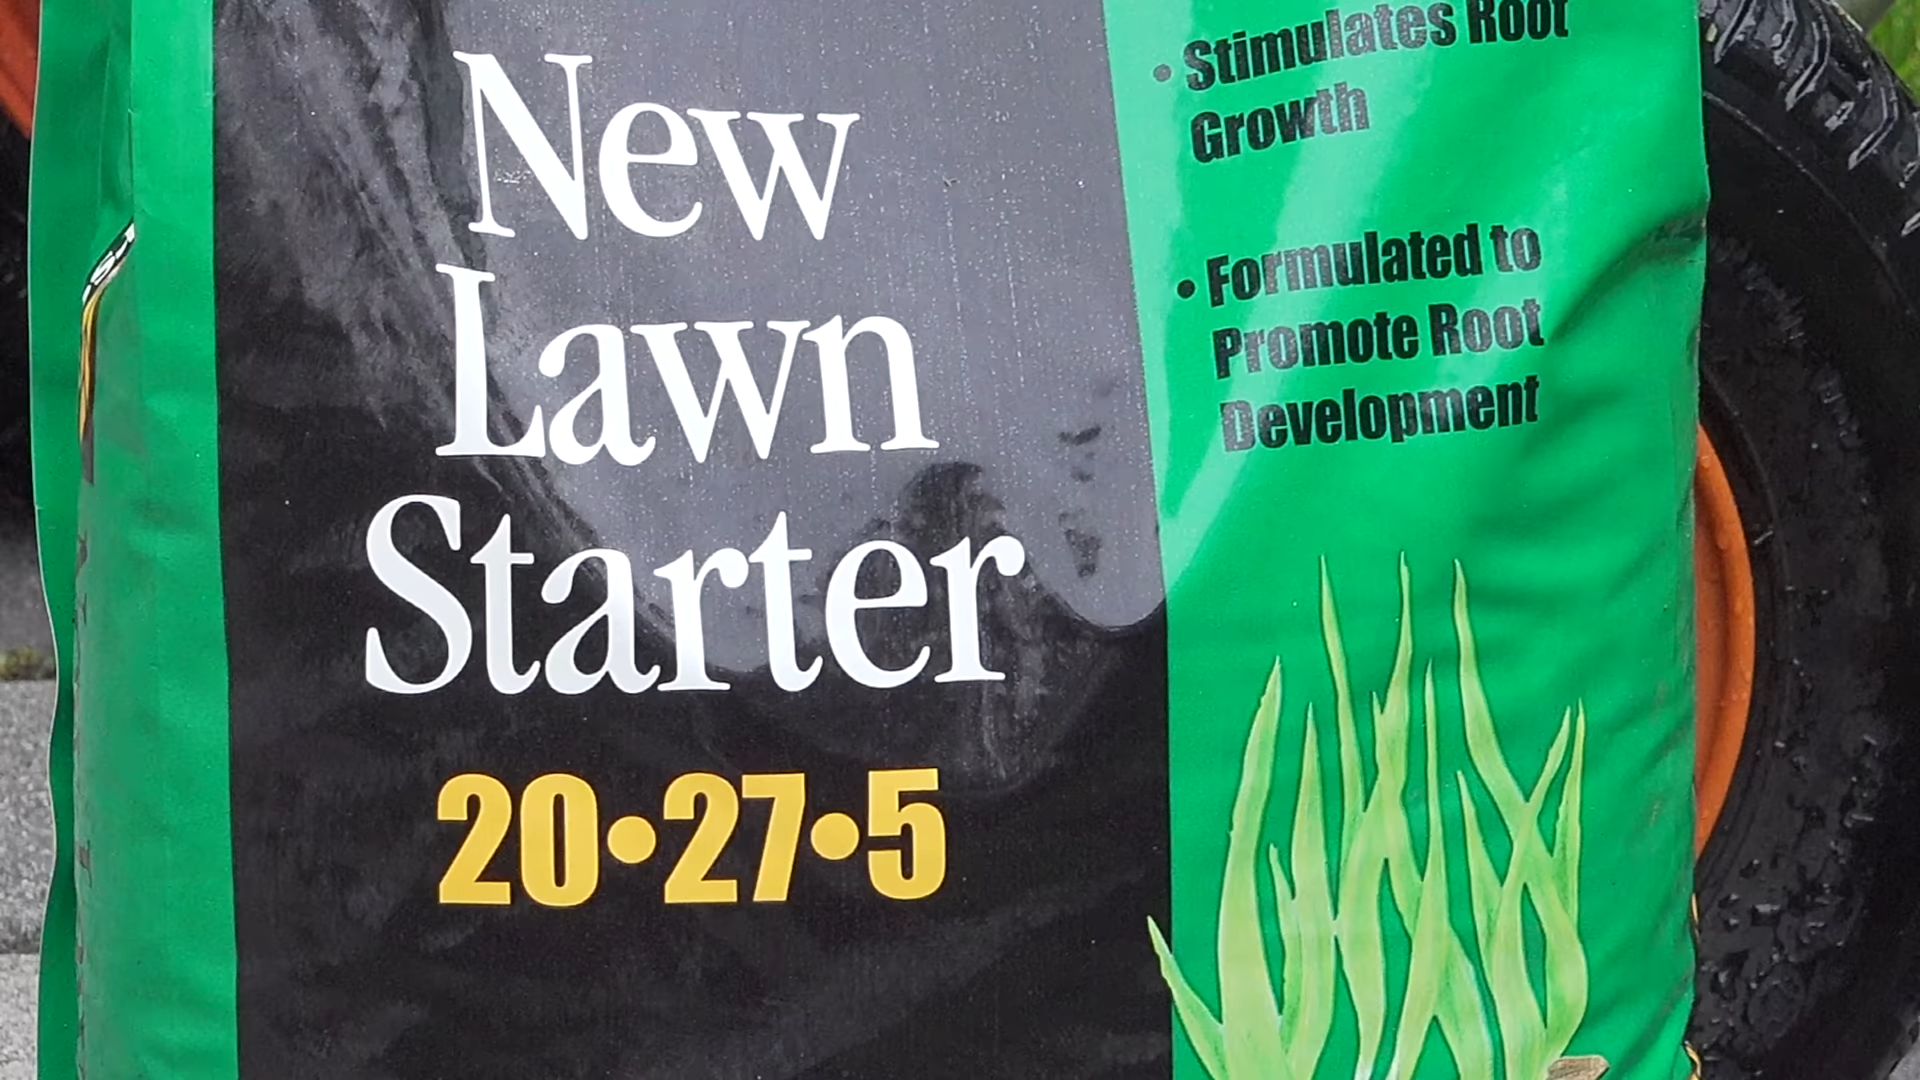 New
Lawn
Starter
20•27•5
• Stimulates Root
Growth
• Formulated to
Promote Root
Development